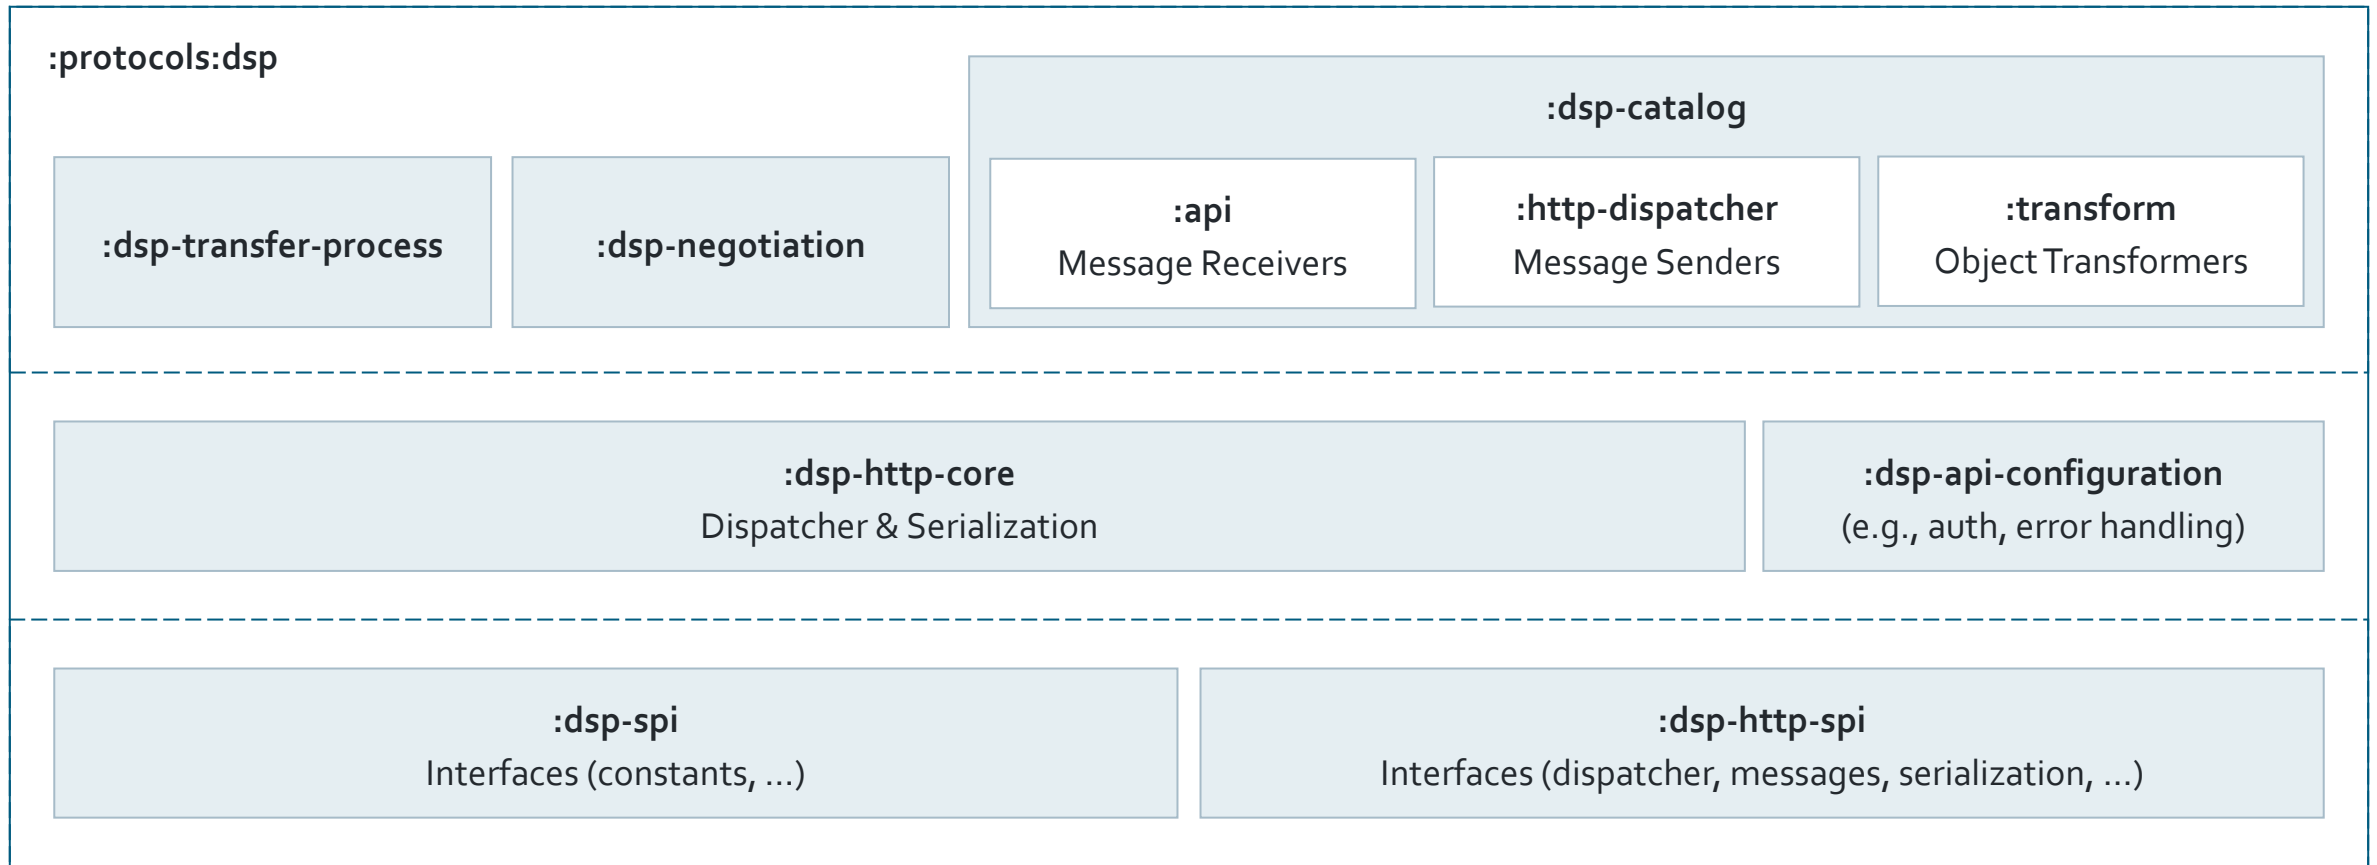 :protocols:dsp
:dsp-transfer-process
:dsp-negotiation
:dsp-catalog
:api
Message Receivers
:http-dispatcher
Message Senders
:transform
Object Transformers
:dsp-http-core
Dispatcher & Serialization
:dsp-api-configuration
(e.g., auth, error handling)
:dsp-spi
Interfaces (constants, ...)
:dsp-http-spi
Interfaces (dispatcher, messages, serialization, ...)